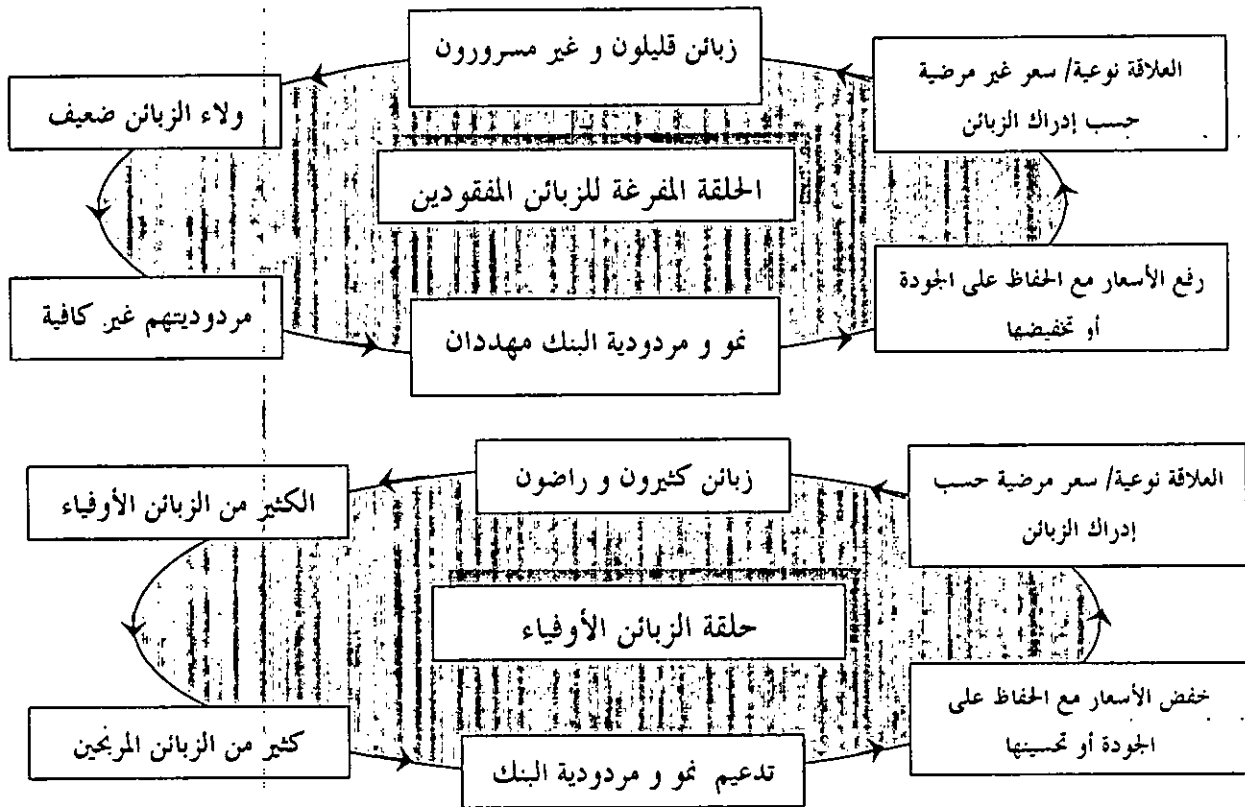 زبائن قليلون و غير مسرورون
العلاقة نوعية/ سعر غير مرضية
حسب إدراك الزبائن
ولاء الزبائن ضعيف
الحلقة المفرغة للزبائن المفقودين
رفع الأسعار مع الحفاظ على الجودة
أو تخفيضها
مردوديتهم غير كافية
نمو و مردودية البنك مهددان
زبائن كثيرون و راضون
العلاقة نوعية/ سعر مرضية حسب
إدراك الزبائن
الكثير من الزبائن الأوفياء
حلقة الزبائن الأوفياء
خفض الأسعار مع الحفاظ على
الجودة أو تحسينها
كثير من الزبائن المربحين
تدعيم نمو و مردودية البنك